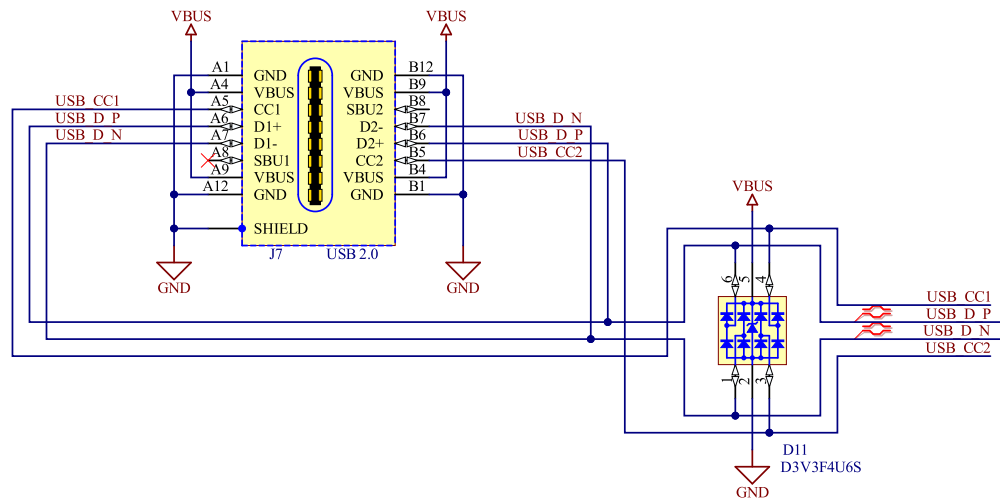 VBUS VBUS
A1 GND GND B12
A4 VBUS VBUS B9
USB_CC1 A5 CC1 SBU2 B8
USB_D_P A6 D1+ D2- B7 USB_D_N
USB_D_N A7 D1- D2+ B6 USB_D_P
A8 SBU1 CC2 B5 USB_CC2
A9 VBUS VBUS B4
A12 GND GND B1
SHIELD
J7 USB 2.0
GND GND
VBUS
6 5 4
USB_CC1
USB_D_P
USB_D_N
USB_CC2
1 2 3
D11
D3V3F4U6S
GND